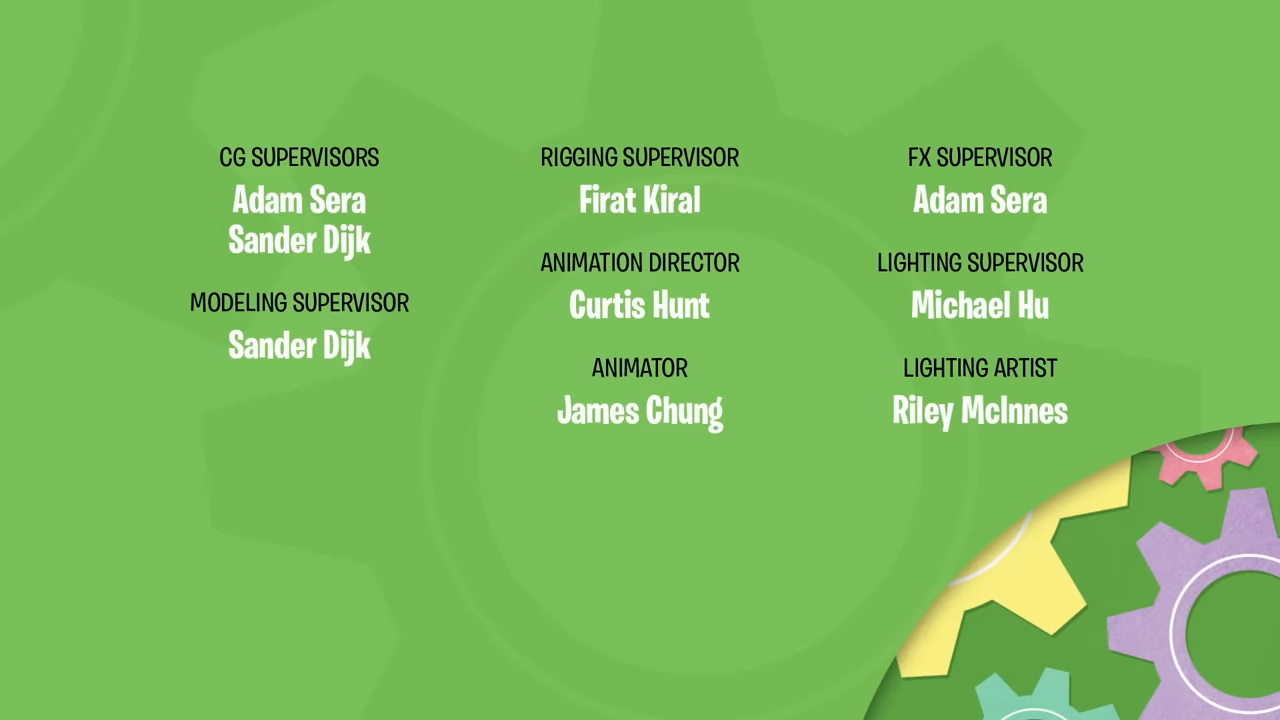 CG SUPERVISORS
Adam Sera
Sander Dijk
MODELING SUPERVISOR
Sander Dijk
RIGGING SUPERVISOR
Firat Kiral
ANIMATION DIRECTOR
Curtis Hunt
ANIMATOR
James Chung
FX SUPERVISOR
Adam Sera
LIGHTING SUPERVISOR
Michael Hu
LIGHTING ARTIST
Riley McInnes